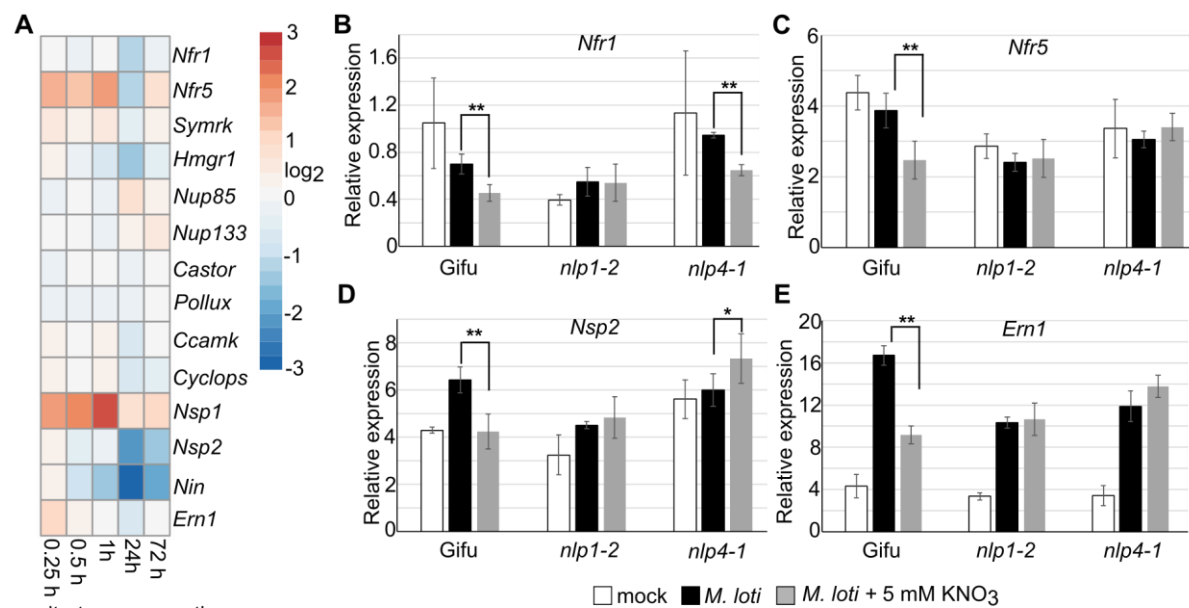 A
3
2
1
log2
0
-1
-2
-3
Nfr1
Nfr5
Symrk
Hmgr1
Nup85
Nup133
Castor
Pollux
Ccamk
Cyclops
Nsp1
Nsp2
Nin
Ern1
0.25 h
0.5 h
1h
24h
72 h
B
Nfr1
Relative expression
1.6
1.2
0.8
0.4
0
**
**
Gifu
nlp1-2
nlp4-1
C
Nfr5
Relative expression
6
4
2
0
**
Gifu
nlp1-2
nlp4-1
D
Nsp2
Relative expression
8
6
4
2
0
**
*
Gifu
nlp1-2
nlp4-1
E
Ern1
Relative expression
20
16
12
8
4
0
**
Gifu
nlp1-2
nlp4-1
mock M. loti M. loti + 5 mM KNO3